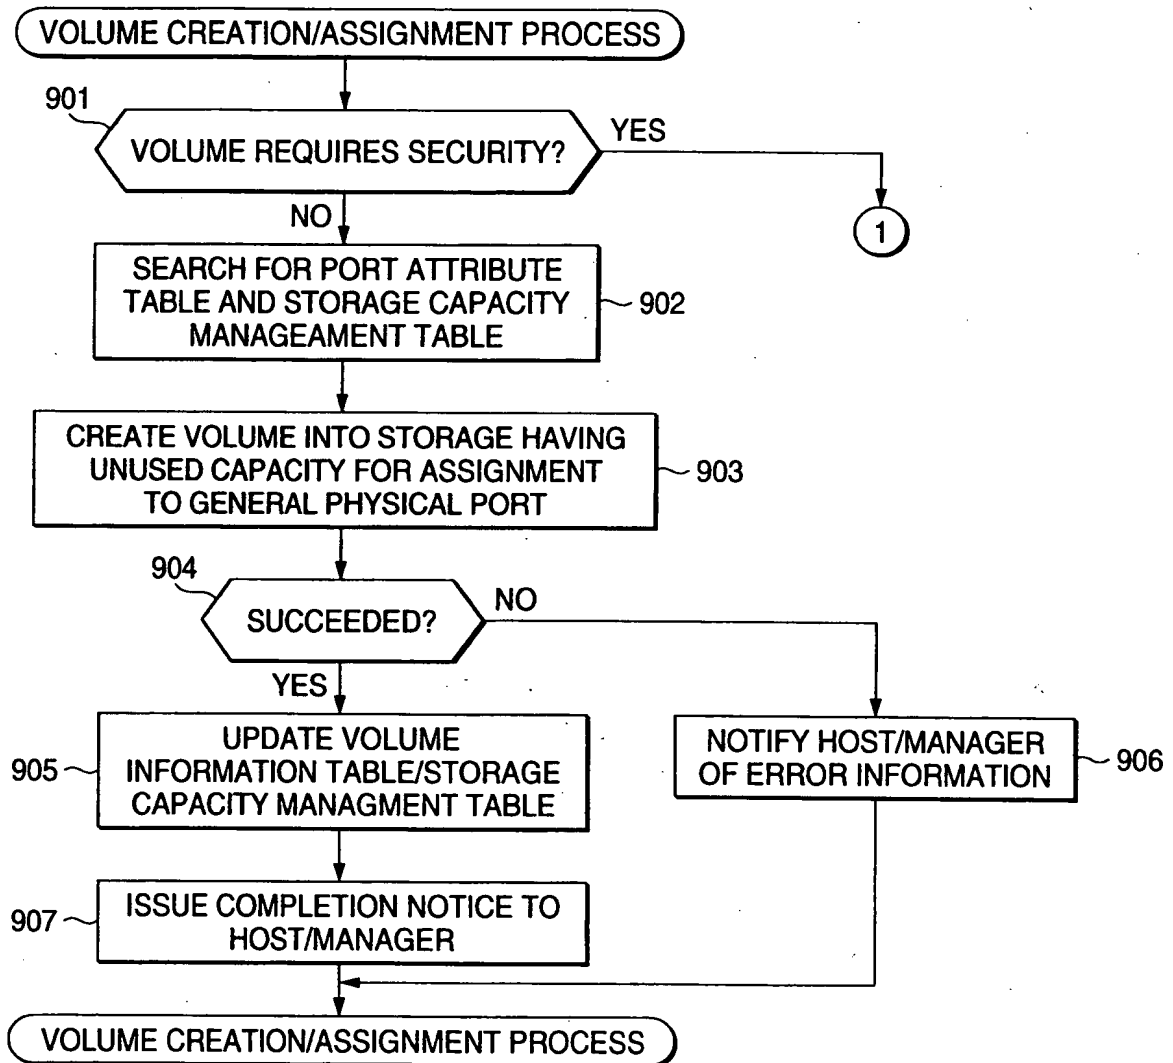 VOLUME CREATION/ASSIGNMENT PROCESS
901
VOLUME REQUIRES SECURITY?
YES
NO
1
SEARCH FOR PORT ATTRIBUTE
TABLE AND STORAGE CAPACITY
MANAGEAMENT TABLE
902
CREATE VOLUME INTO STORAGE HAVING
UNUSED CAPACITY FOR ASSIGNMENT
TO GENERAL PHYSICAL PORT
903
904
SUCCEEDED?
NO
YES
905
UPDATE VOLUME
INFORMATION TABLE/STORAGE
CAPACITY MANAGMENT TABLE
NOTIFY HOST/MANAGER
OF ERROR INFORMATION
906
907
ISSUE COMPLETION NOTICE TO
HOST/MANAGER
VOLUME CREATION/ASSIGNMENT PROCESS